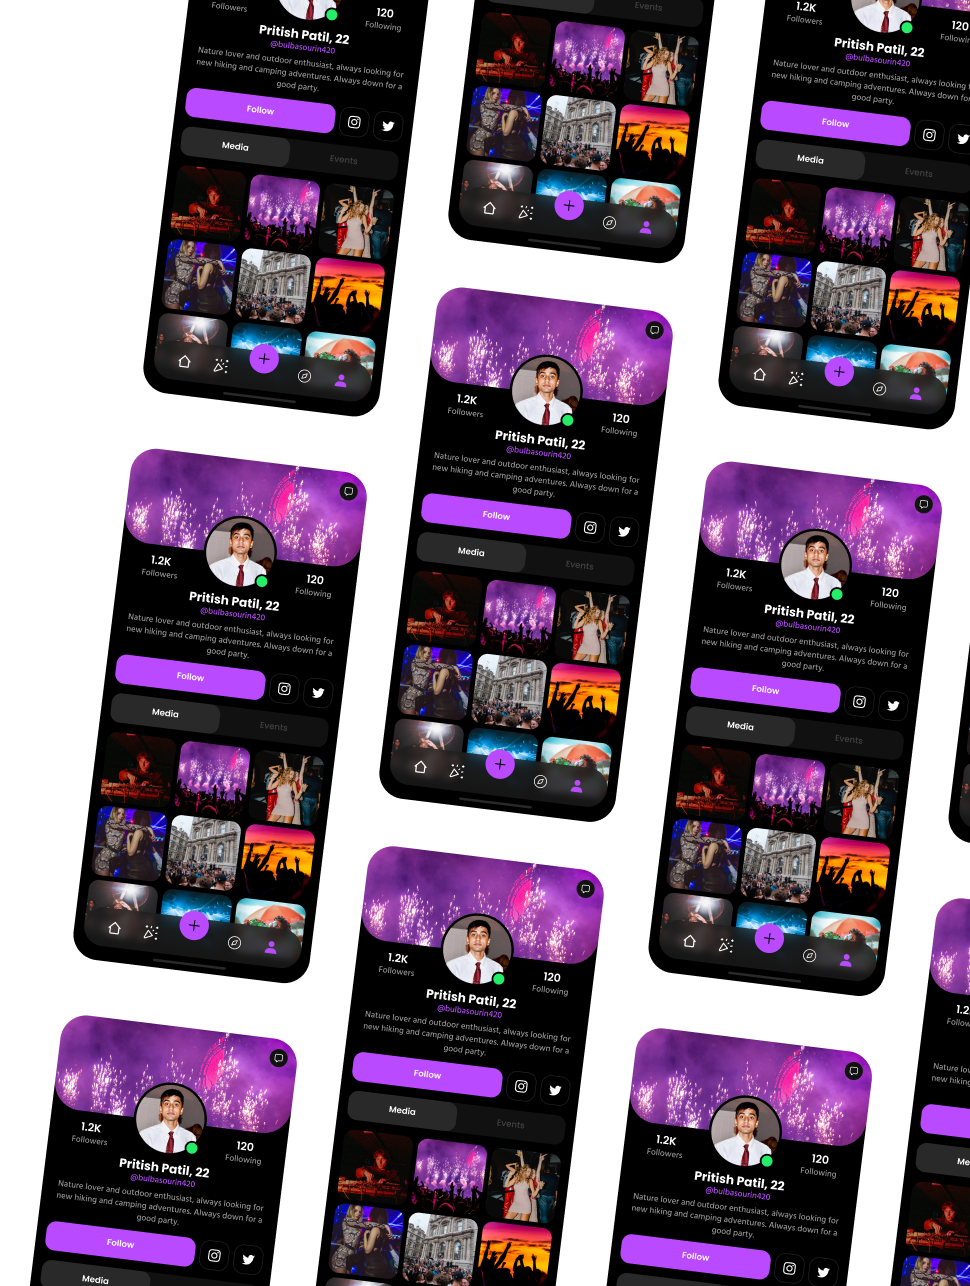 Followers
120
Following
Pritish Patil, 22
@bulbasourin420
Nature lover and outdoor enthusiast, always looking for
new hiking and camping adventures. Always down for a
good party.
Follow
Media
Events
Events
1.2K
Followers
120
Following
Pritish Patil, 22
@bulbasourin420
Nature lover and outdoor enthusiast, always looking for
new hiking and camping adventures. Always down for a
good party.
Follow
Media
Events
1.2K
Followers
120
Following
Pritish Patil, 22
@bulbasourin420
Nature lover and outdoor enthusiast, always looking for
new hiking and camping adventures. Always down for a
good party.
Follow
Media
Events
1.2K
Followers
120
Following
Pritish Patil, 22
@bulbasourin420
Nature lover and outdoor enthusiast, always looking for
new hiking and camping adventures. Always down for a
good party.
Follow
Media
Events
1.2K
Followers
120
Following
Pritish Patil, 22
@bulbasourin420
Nature lover and outdoor enthusiast, always looking for
new hiking and camping adventures. Always down for a
good party.
Follow
Media
Events
1.2K
Followers
120
Following
Pritish Patil, 22
@bulbasourin420
Nature lover and outdoor enthusiast, always looking for
new hiking and camping adventures. Always down for a
good party.
Follow
Media
Events
1.2K
Followers
120
Following
Pritish Patil, 22
@bulbasourin420
Nature lover and outdoor enthusiast, always looking for
new hiking and camping adventures. Always down for a
good party.
Follow
Media
1.2K
Followers
120
Following
Pritish Patil, 22
@bulbasourin420
Nature lover and outdoor enthusiast, always looking for
new hiking and camping adventures. Always down for a
good party.
Follow
Nature
new hiking